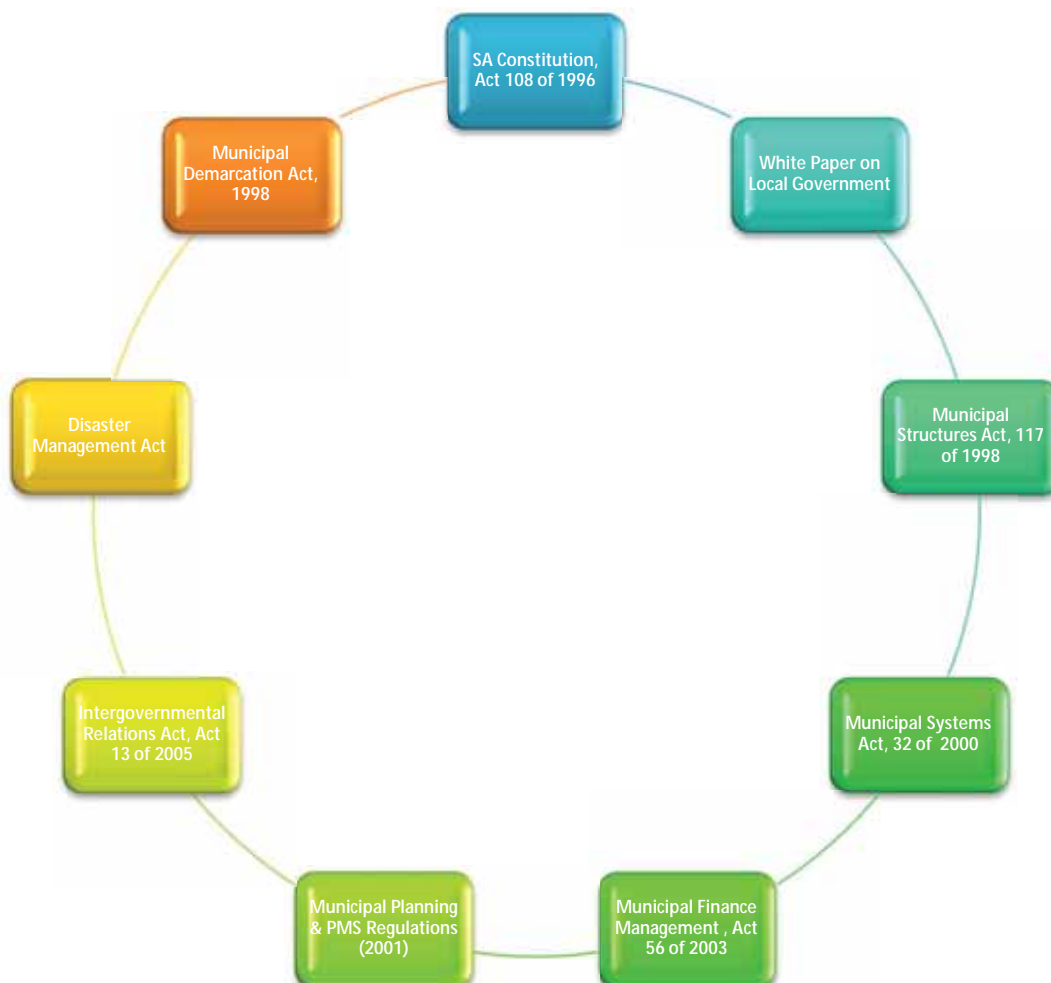 SA Constitution,
Act 108 of 1996
White Paper on
Local Government
Municipal
Structures Act, 117
of 1998
Municipal Systems
Act, 32 of 2000
Municipal Finance
Management , Act
56 of 2003
Municipal Planning
& PMS Regulations
(2001)
Intergovernmental
Relations Act, Act
13 of 2005
Disaster
Management Act
Municipal
Demarcation Act,
1998